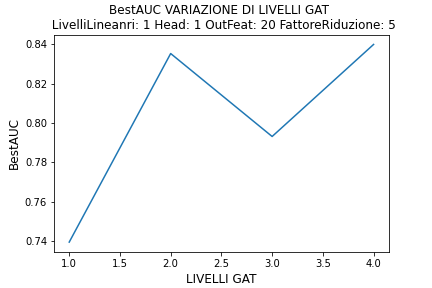 BestAUC VARIAZIONE DI LIVELLI GAT
LivelliLineanri: 1 Head: 1 OutFeat: 20 FattoreRiduzione: 5
BestAUC
0.84
0.82
0.80
0.78
0.76
0.74
1.0 1.5 2.0 2.5 3.0 3.5 4.0
LIVELLI GAT